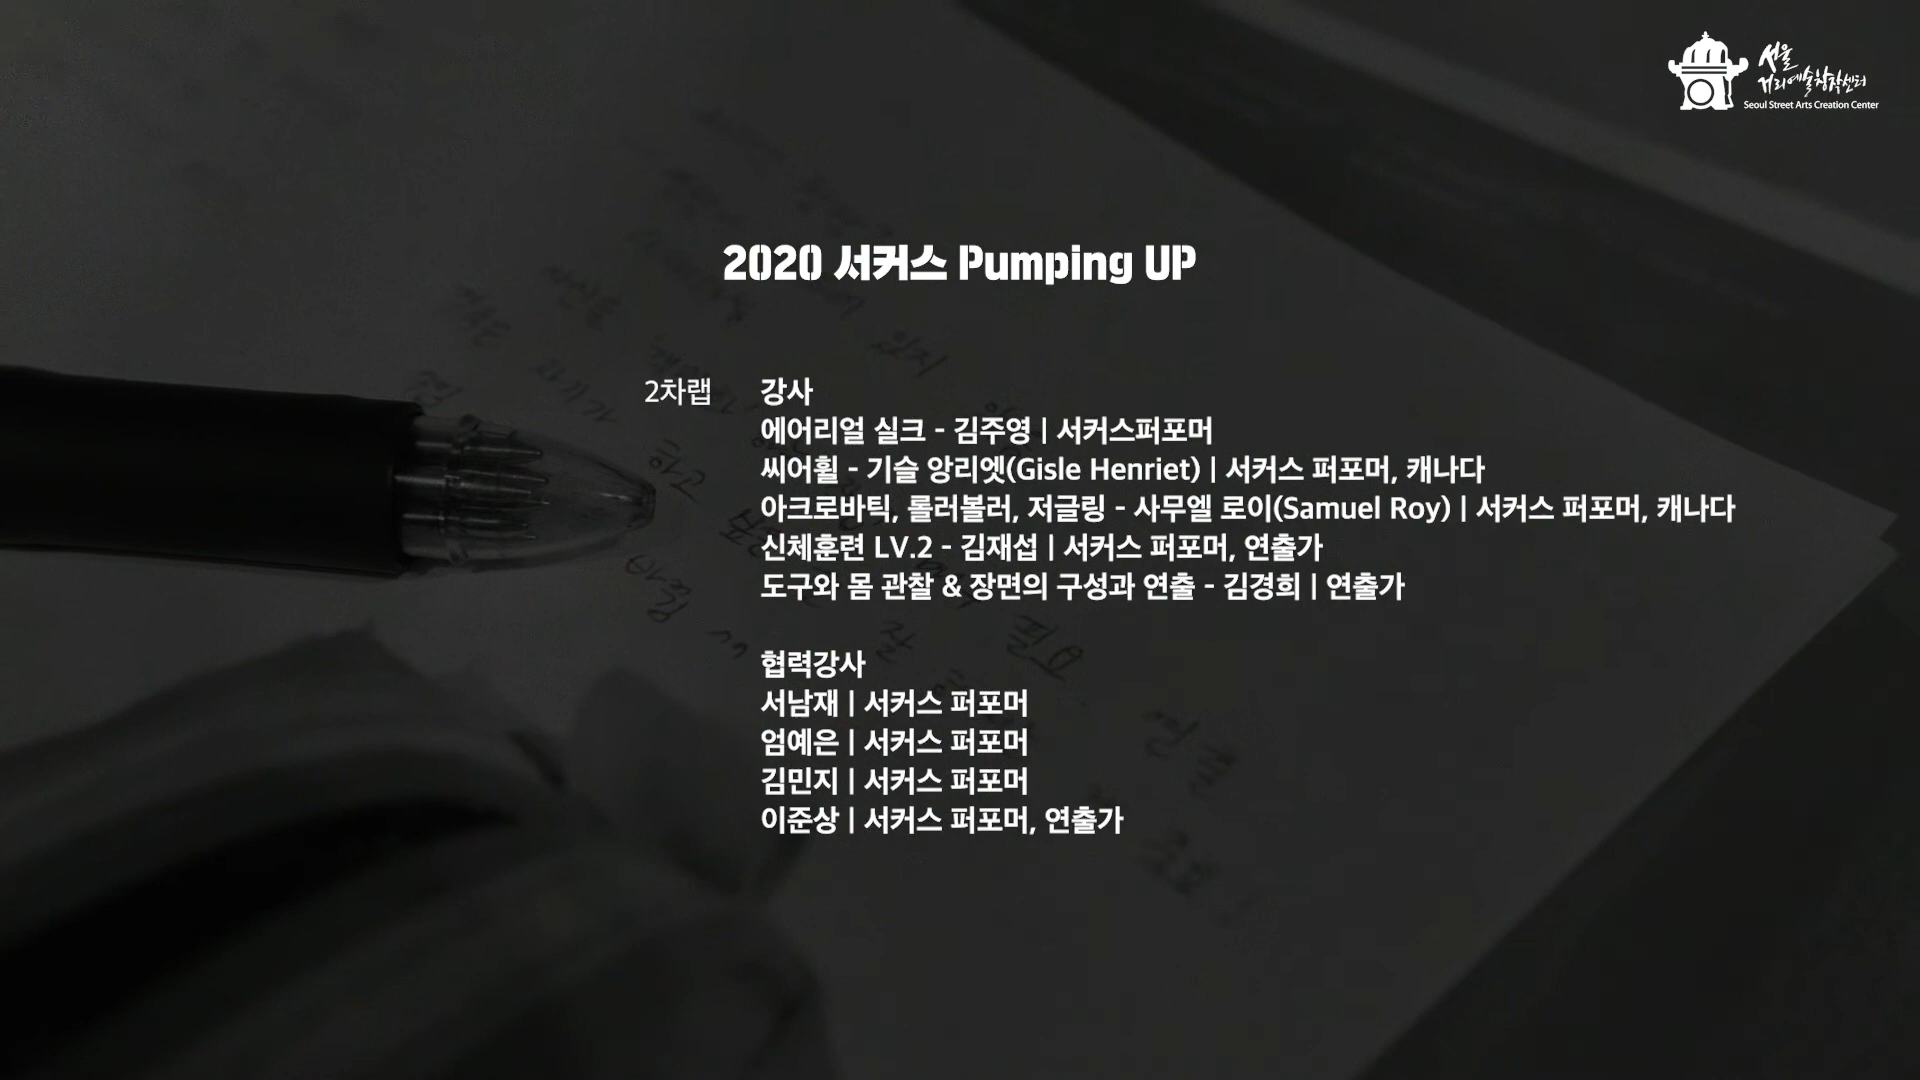 서울
거리예술창작센터
Seoul Street Arts Creation Center
2020 서커스 Pumping UP
2차랩 강사
에어리얼 실크 - 김주영 | 서커스퍼포머
씨어휠 - 기슬 앙리엣(Gisle Henriet) | 서커스 퍼포머, 캐나다
아크로바틱, 롤러볼러, 저글링 - 사무엘 로이(Samuel Roy) | 서커스 퍼포머, 캐나다
신체훈련 LV.2 - 김재섭 | 서커스 퍼포머, 연출가
도구와 몸 관찰 & 장면의 구성과 연출 - 김경희 | 연출가
협력강사
서남재 | 서커스 퍼포머
엄예은 | 서커스 퍼포머
김민지 | 서커스 퍼포머
이준상 | 서커스 퍼포머, 연출가
있지
하고
필요
잘